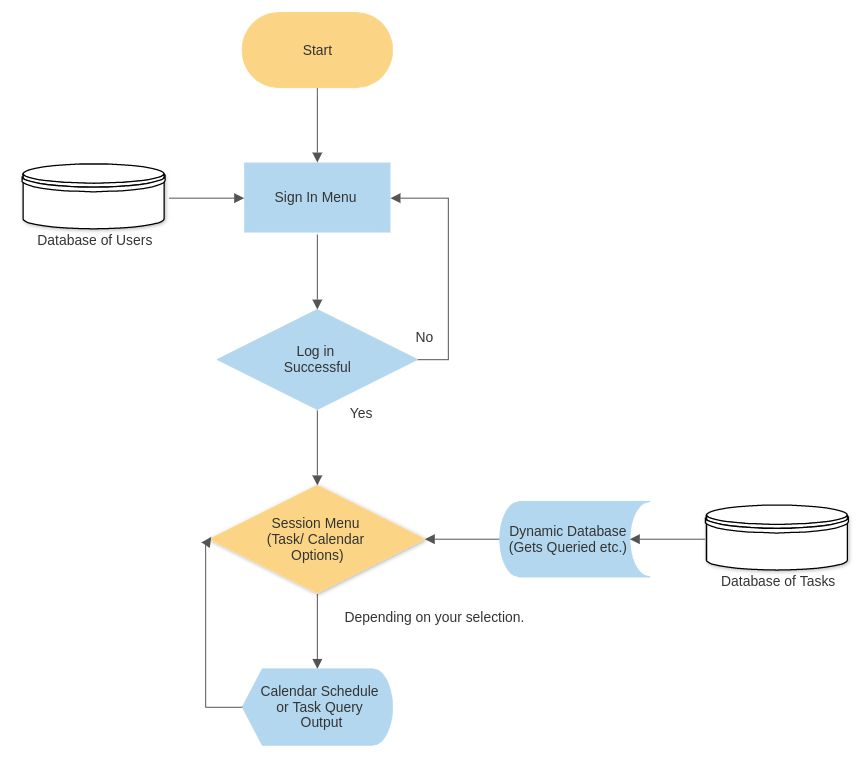 Start
Sign In Menu
Database of Users
No
Log in
Successful
Yes
Session Menu
(Task/ Calendar
Options)
Dynamic Database
(Gets Queried etc.)
Database of Tasks
Depending on your selection.
Calendar Schedule
or Task Query
Output